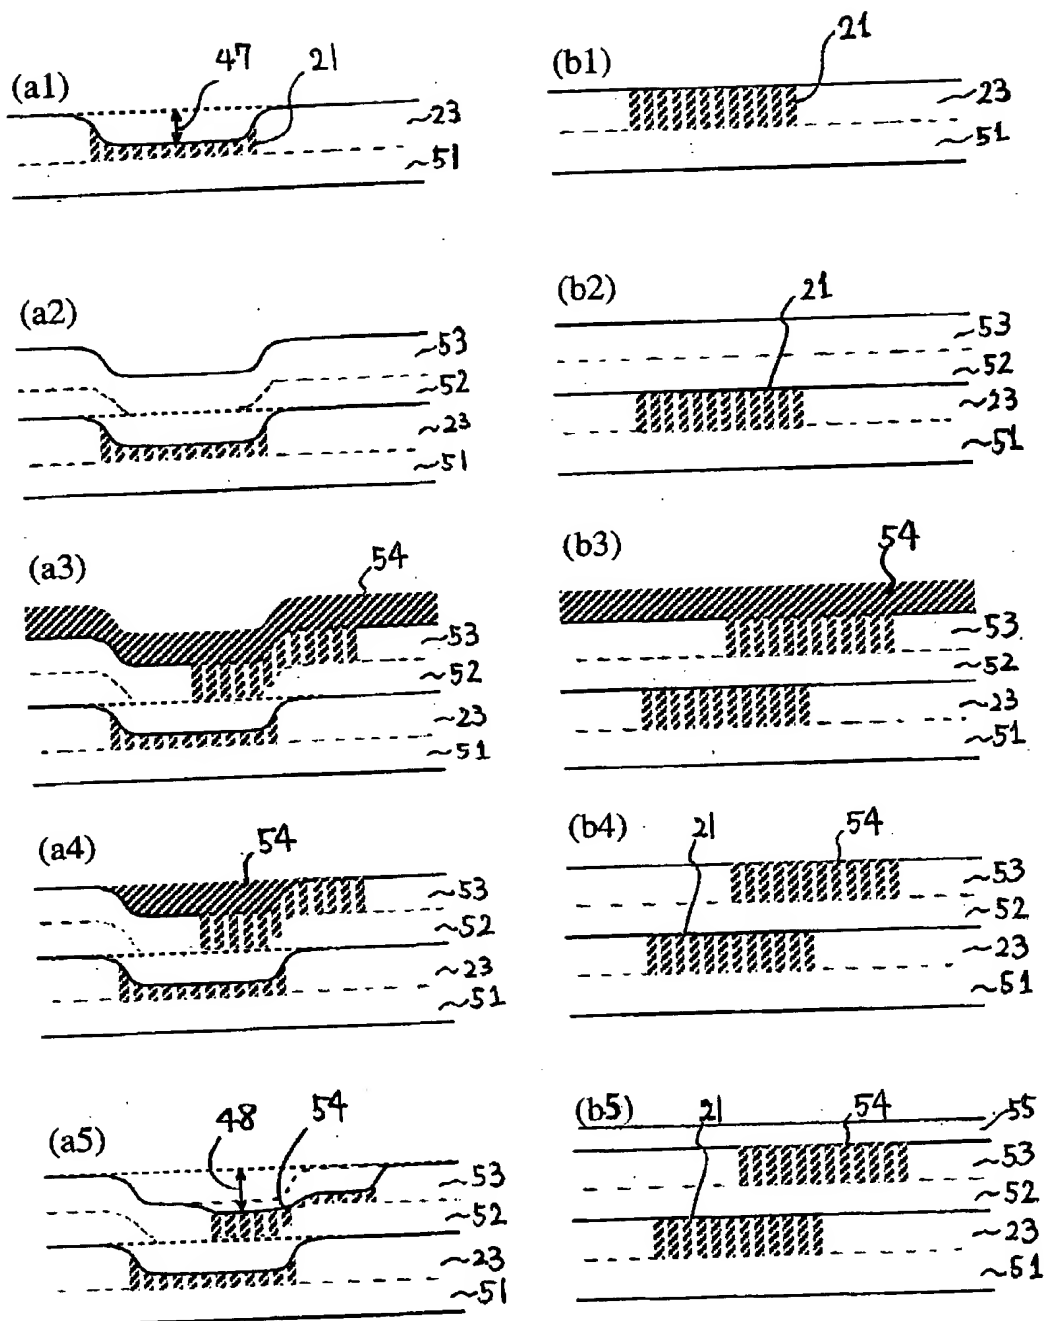 (a1) 47 21 23 51
(b1) 21 23 51
(a2) 53 52 23 51
(b2) 21 53 52 23 51
(a3) 54 53 52 23 51
(b3) 54 53 52 23 51
(a4) 54 53 52 23 51
(b4) 21 54 53 52 23 51
(a5) 48 54 53 52 23 51
(b5) 21 54 55 53 52 23 51